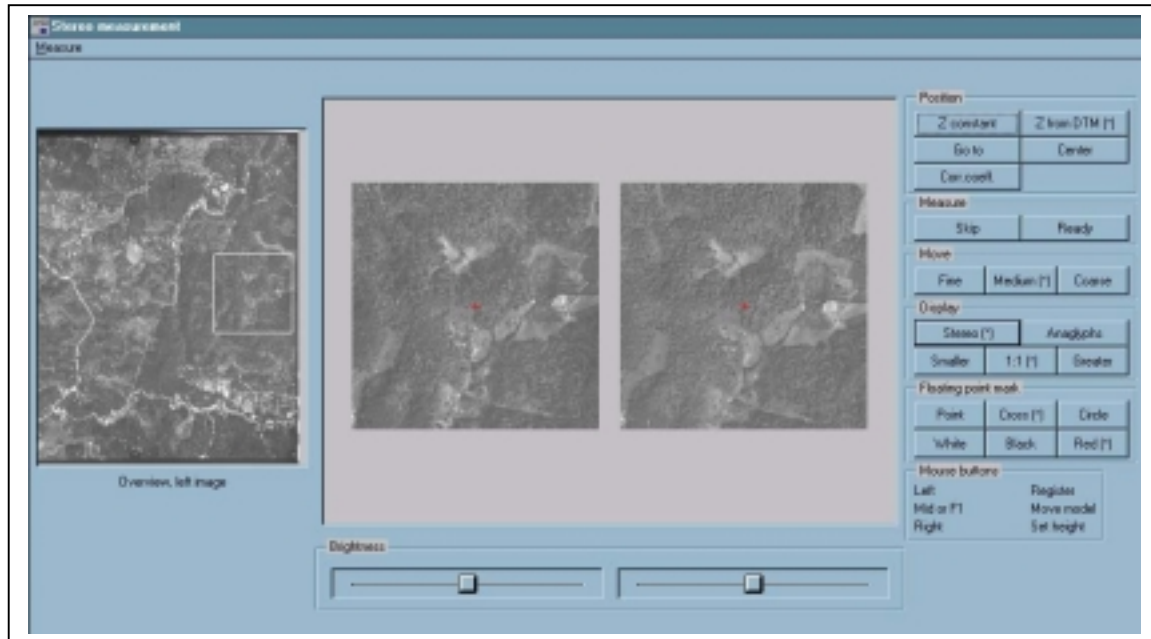 Stereo measurement
Measure
Overview, left image
Brightness
Position
Z constant Z from DTM (*)
Go to Center
Corr.coeff.
Measure
Skip Ready
Move
Fine Medium (*) Coarse
Display
Stereo (*) Anaglyphs
Smaller 1:1 (*) Greater
Floating point mark
Point Cross (*) Circle
White Black Red (*)
Mouse buttons
Left Register
Mid or F1 Move model
Right Set height